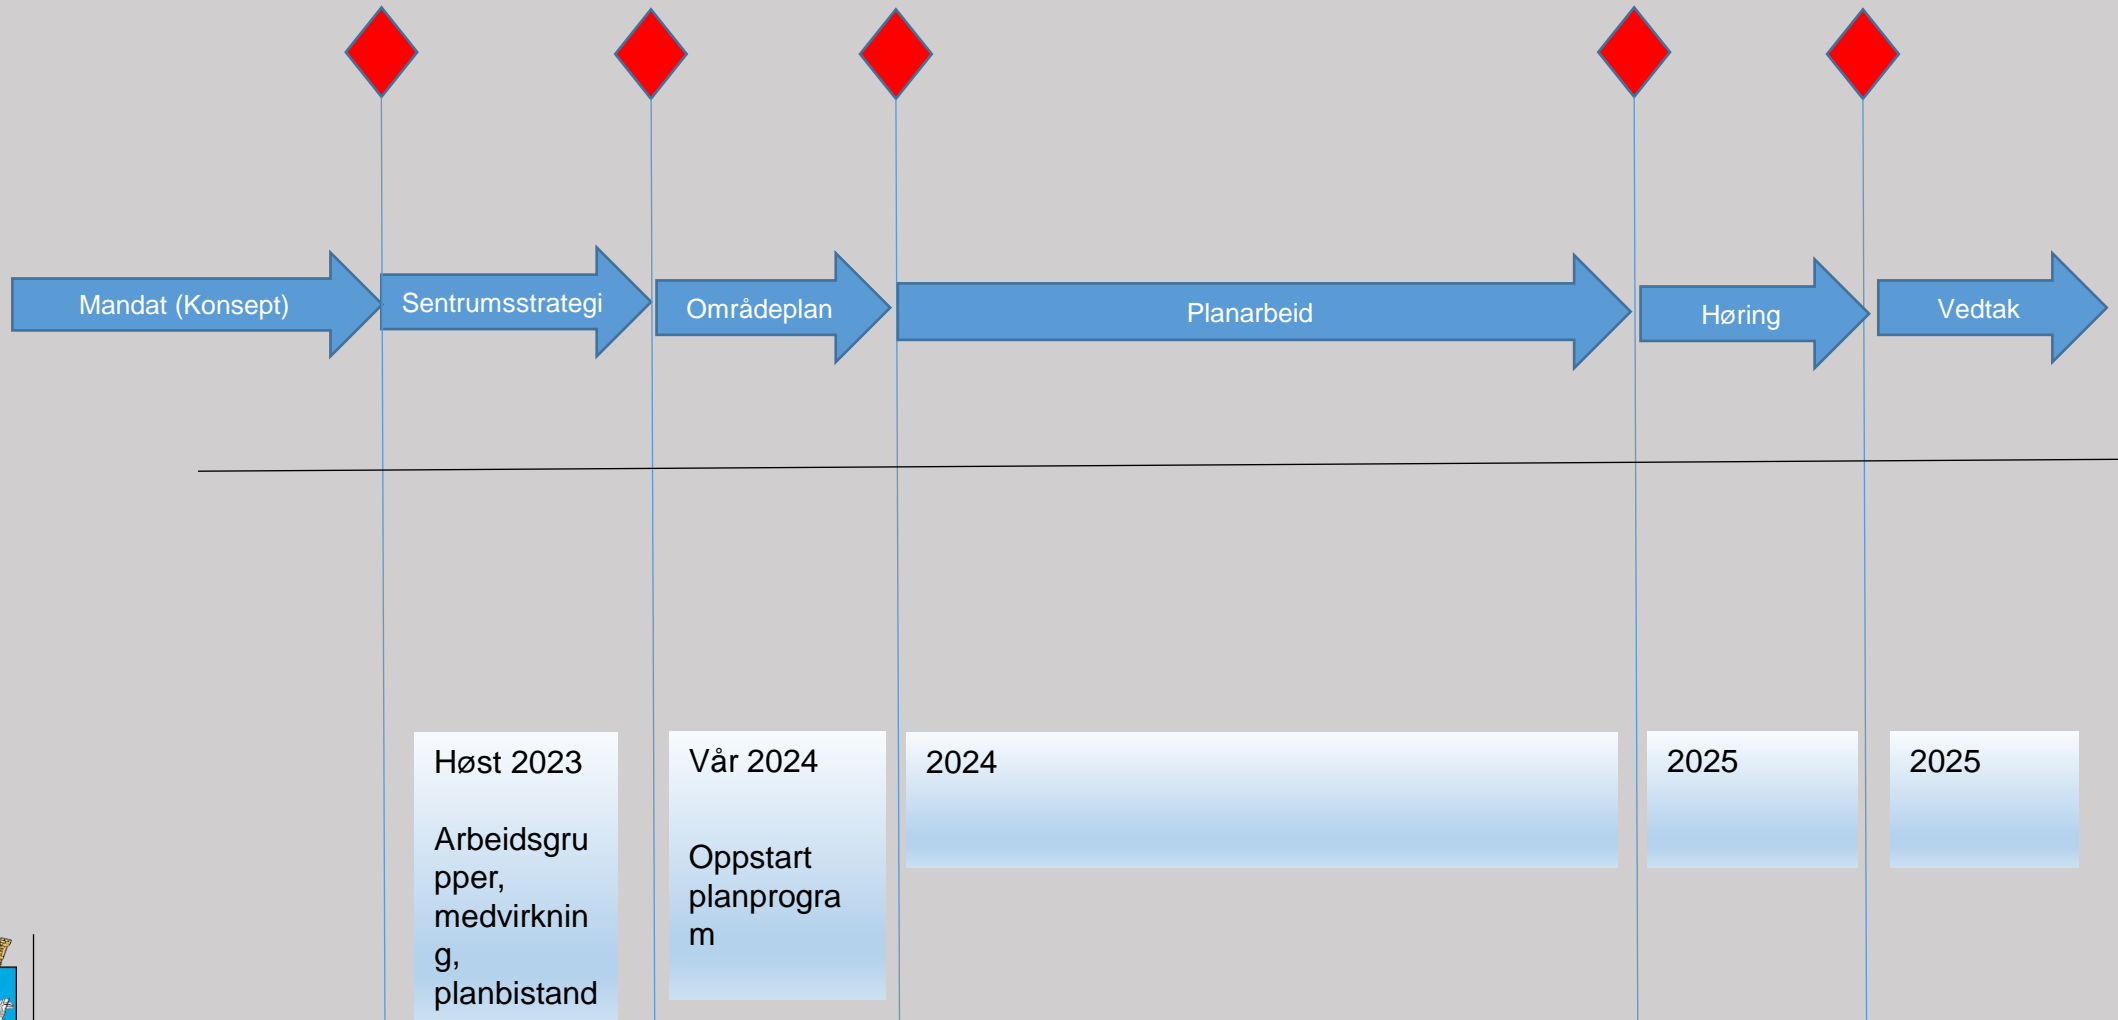 Mandat (Konsept)
Sentrumsstrategi
Områdeplan
Planarbeid
Høring
Vedtak
Høst 2023
Arbeidsgru
pper,
medvirknin
g,
planbistand
Vår 2024
Oppstart
planprogra
m
2024
2025
2025